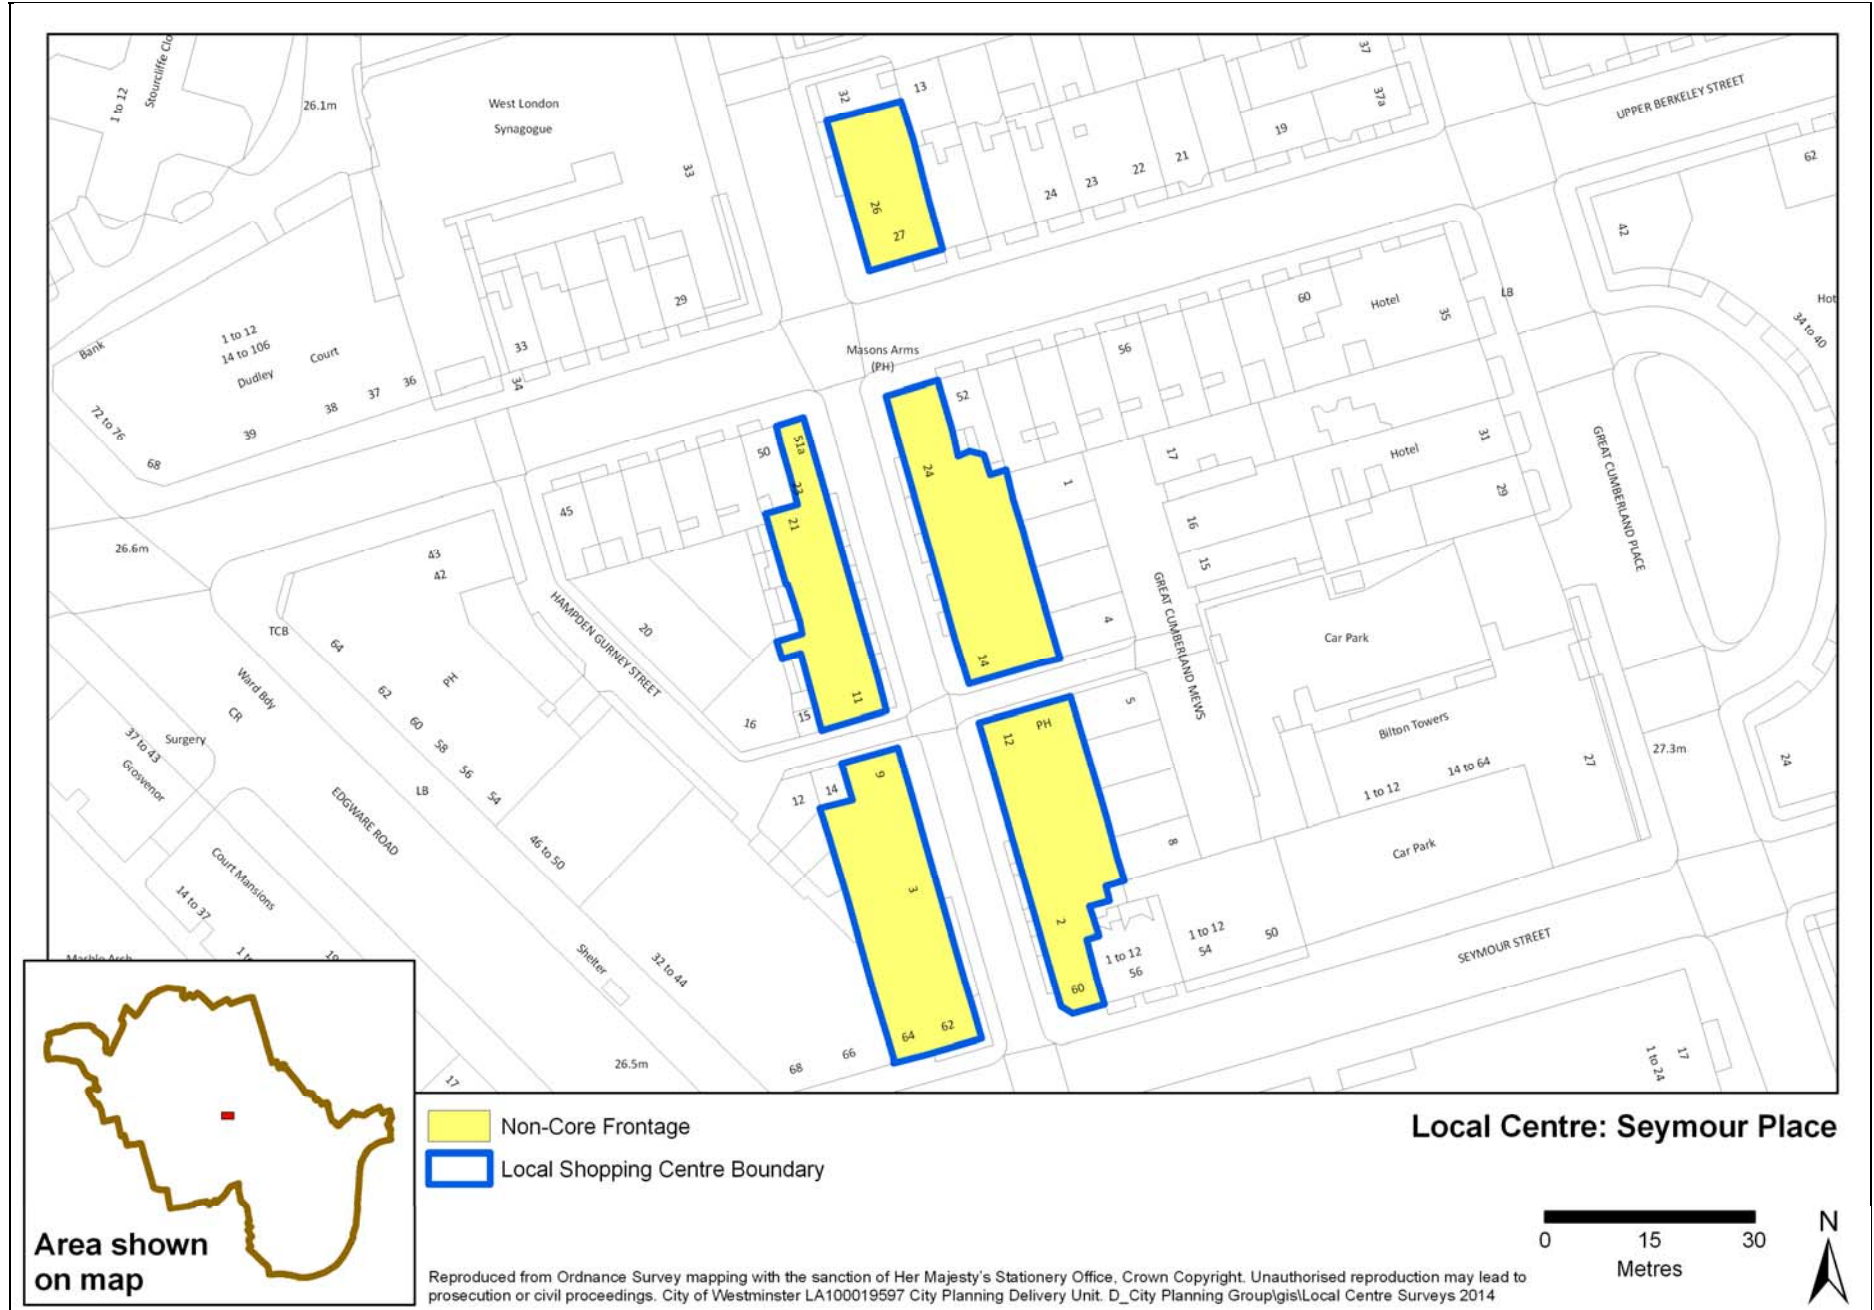 1 to 12
Stourcliffe Clo
26.1m
West London
Synagogue
33
32
13
37
37a
19
UPPER BERKELEY STREET
62
26
27
24
23
22
21
42
Bank
1 to 12
14 to 106
Dudley
Court
36
37
38
39
72 to 76
68
33
34
29
Masons Arms
(PH)
52
56
60
Hotel
35
LB
Hot
34 to 40
50
51a
23
21
45
24
1
17
Hotel
31
29
16
15
GREAT CUMBERLAND PLACE
26.6m
43
42
TCB
64
HAMPDEN GURNEY STREET
20
GREAT CUMBERLAND MEWS
4
Car Park
Ward Bdy
CR
62
PH
60
58
56
54
Surgery
37 to 43
Grosvenor
16
15
11
14
12
PH
5
Bilton Towers
1 to 12
14 to 64
27
27.3m
24
LB
EDGWARE ROAD
46 to 50
12
14
9
3
8
Car Park
Court Mansions
14 to 37
2
1 to 12
56
1 to 12
54
50
SEYMOUR STREET
Marble Arch
19
Shelter
32 to 44
60
64
62
66
68
26.5m
17
1 to 24
17
Non-Core Frontage
Local Shopping Centre Boundary
Local Centre: Seymour Place
0 15 30
Metres
N
Area shown
on map
Reproduced from Ordnance Survey mapping with the sanction of Her Majesty's Stationery Office, Crown Copyright. Unauthorised reproduction may lead to
prosecution or civil proceedings. City of Westminster LA100019597 City Planning Delivery Unit. D_City Planning Group\gis\Local Centre Surveys 2014